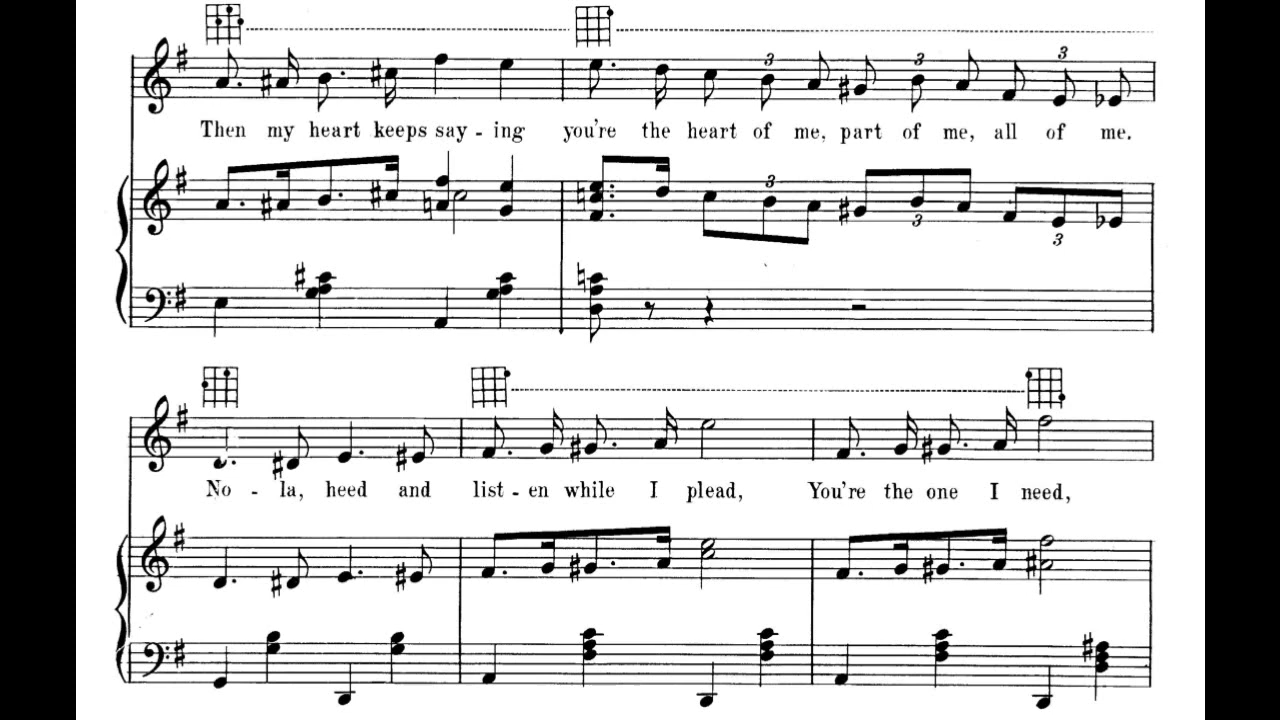 Then my heart keeps say - ing you're the heart of me, part of me, all of me.
No - la, heed and list - en while I plead, You're the one I need,